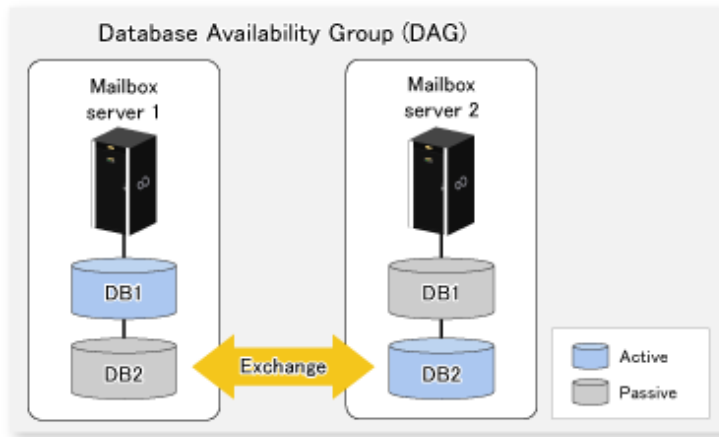 Database Availability Group (DAG)
Mailbox
server 1
Mailbox
server 2
DB1
DB2
DB1
DB2
Exchange
Active
Passive